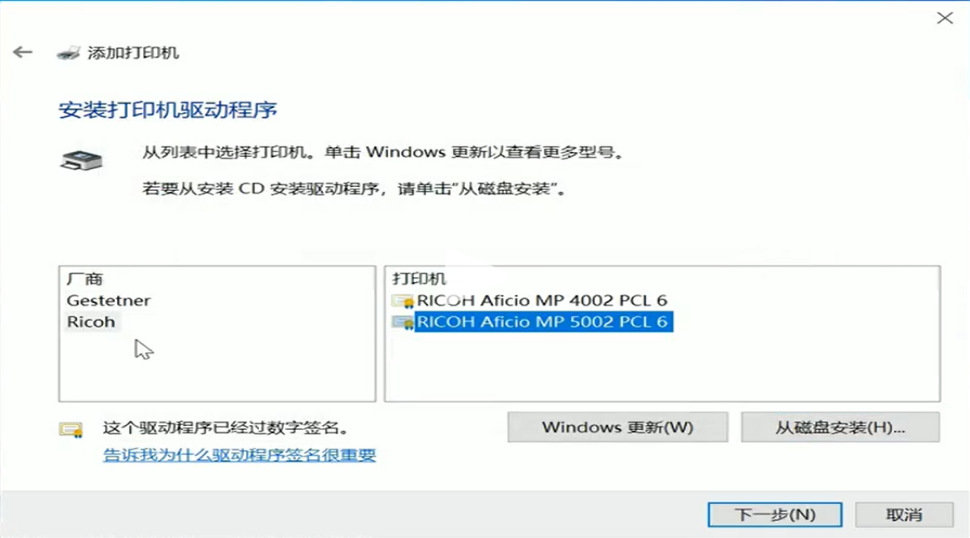 添加打印机
安装打印机驱动程序
从列表中选择打印机。单击 Windows 更新以查看更多型号。
若要从安装 CD 安装驱动程序，请单击“从磁盘安装”。
厂商
Gestetner
Ricoh
打印机
RICOH Aficio MP 4002 PCL 6
RICOH Aficio MP 5002 PCL 6
这个驱动程序已经过数字签名。
告诉我为什么驱动程序签名很重要
Windows 更新(W)
从磁盘安装(H)...
下一步(N)
取消